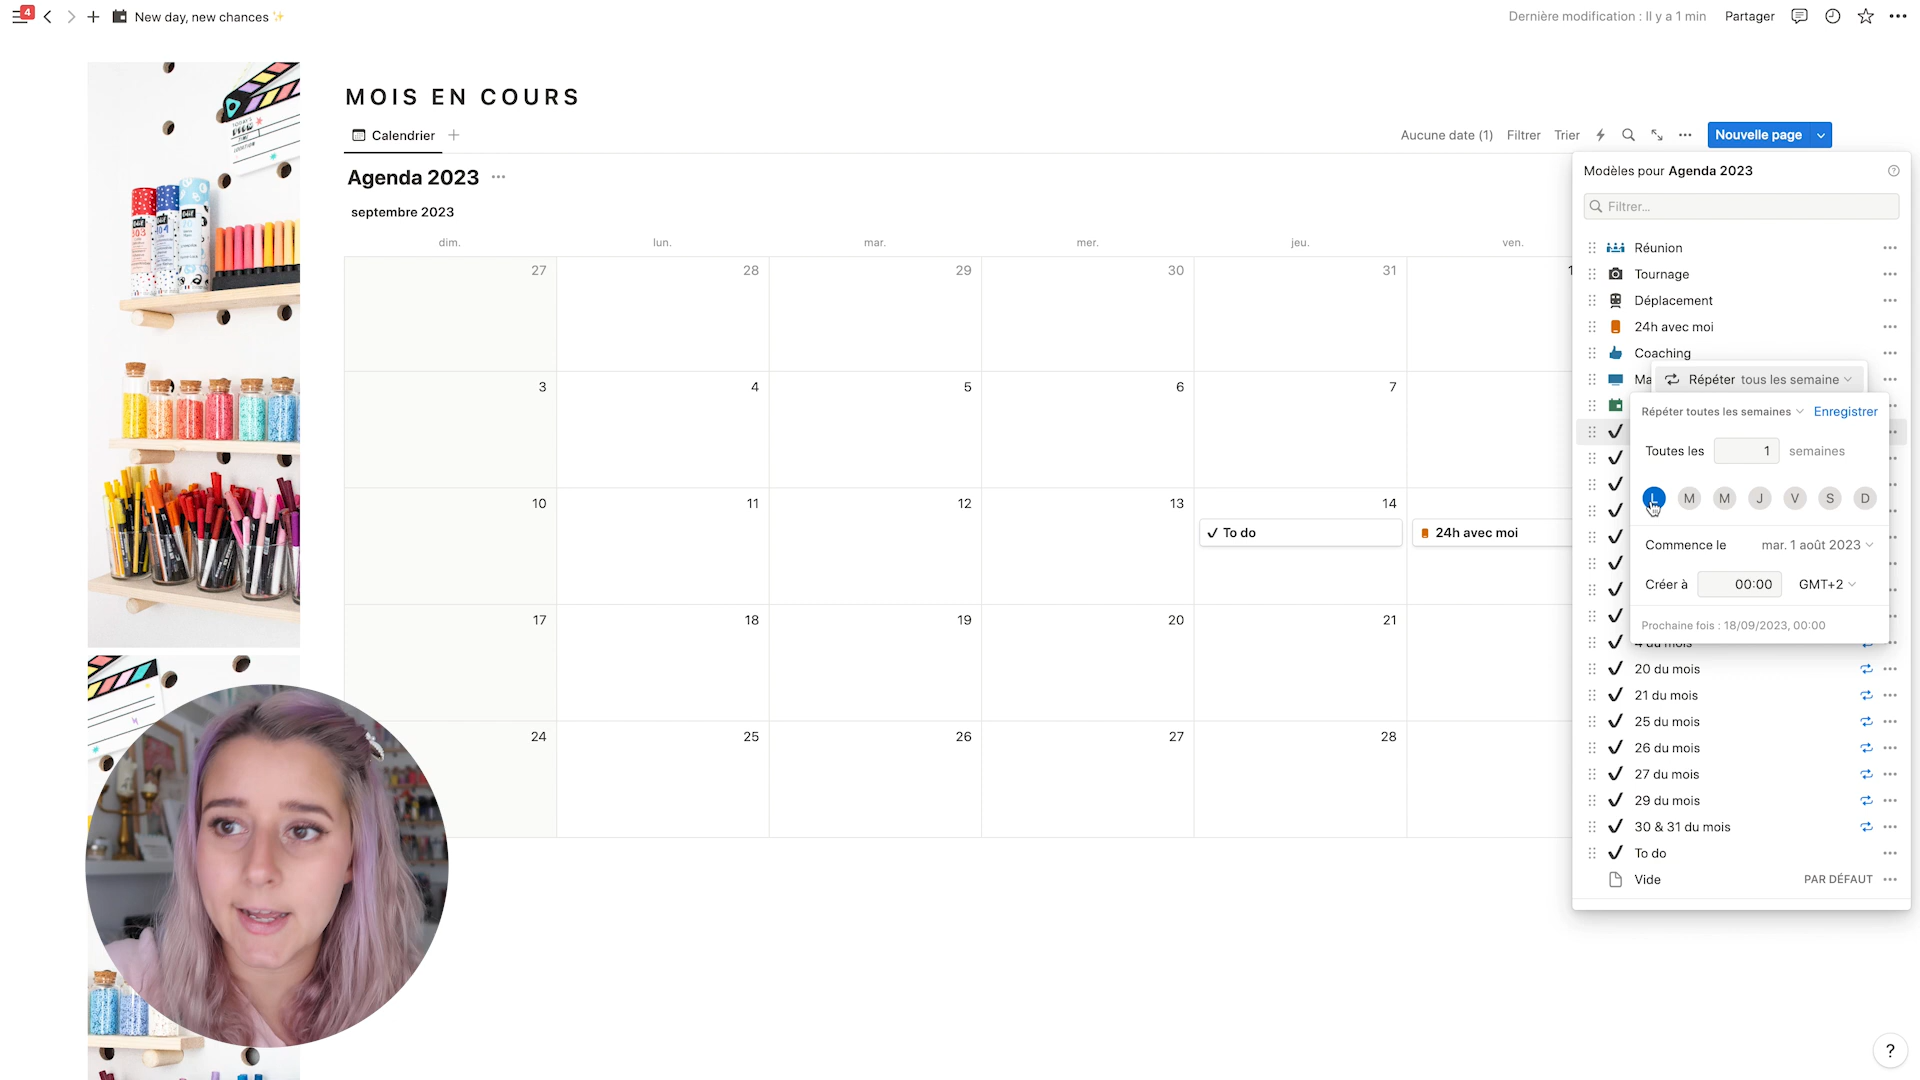 4
New day, new chances ✨
Dernière modification : Il y a 1 min
Partager
MOIS EN COURS
Calendrier
Aucune date (1)
Filtrer
Trier
Nouvelle page
Agenda 2023
septembre 2023
dim.
lun.
mar.
mer.
jeu.
ven.
27
28
29
30
31
1
3
4
5
6
7
10
11
12
13
14
✓ To do
24h avec moi
17
18
19
20
21
24
25
26
27
28
Modèles pour Agenda 2023
Filtrer...
Réunion
Tournage
Déplacement
24h avec moi
Coaching
Ma
Répéter tous les semaine
Répéter toutes les semaines
Enregistrer
Toutes les
1
semaines
L
M
M
J
V
S
D
Commence le
mar. 1 août 2023
Créer à
00:00
GMT+2
Prochaine fois : 18/09/2023, 00:00
4 du mois
20 du mois
21 du mois
25 du mois
26 du mois
27 du mois
29 du mois
30 & 31 du mois
To do
Vide
PAR DÉFAUT
?